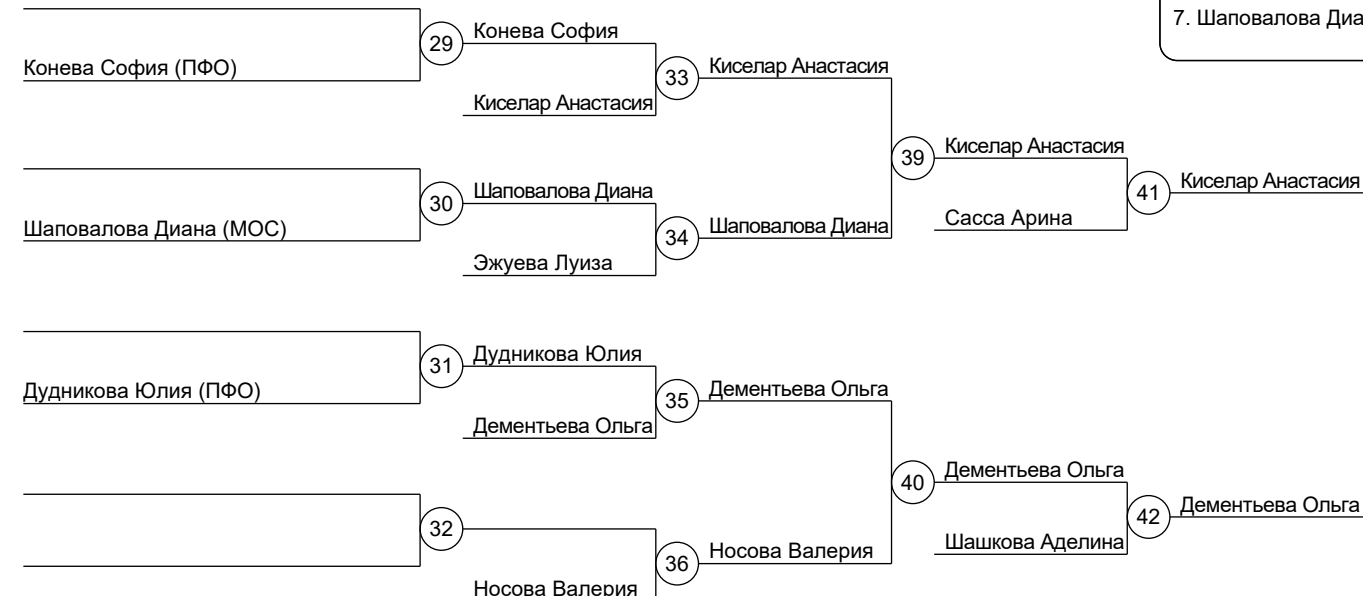 7. Шаповалова Диа
29
Конева София
Конева София (ПФО)
33
Киселар Анастасия
Киселар Анастасия
39
Киселар Анастасия
41
Киселар Анастасия
30
Шаповалова Диана
Шаповалова Диана (МОС)
34
Шаповалова Диана
Сасса Арина
Эжуева Луиза
31
Дудникова Юлия
Дудникова Юлия (ПФО)
35
Дементьева Ольга
Дементьева Ольга
40
Дементьева Ольга
42
Дементьева Ольга
32
36
Носова Валерия
Шашкова Аделина
Носова Валерия